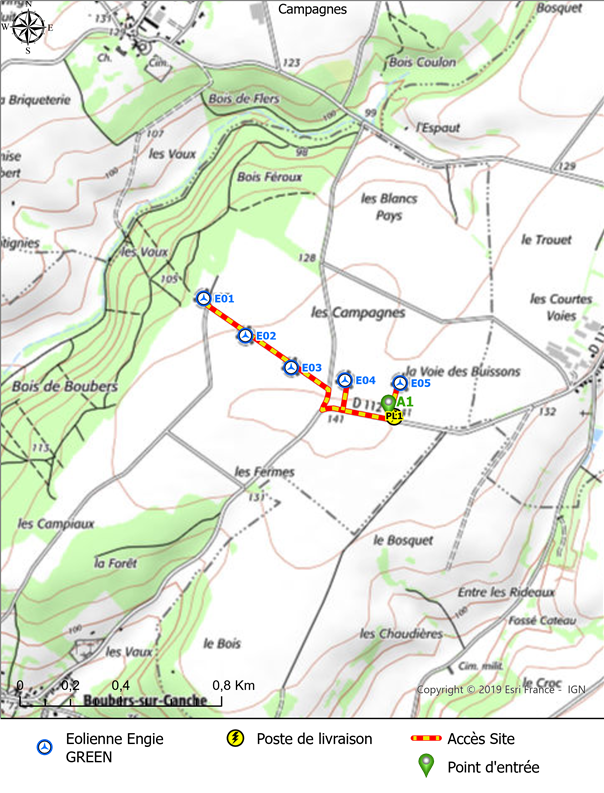 Campagnes
N
W
E
S
131
Bosquet
Ch.
Cim.
123
Bois Coulon
a Briqueterie
Bois de Flers
100
99
107
l'Espaut
les Vaux
98
129
Bois Féroux
les Blancs
Pays
le Trouet
tignies
les Vaux
128
105
E01
les Campagnes
les Courtes
Voies
E02
E03
E04
E05
la Voie des Buissons
Bois de Boubers
D 112
A1
PL1
132
141
113
les Fermes
131
les Campiaux
le Bosquet
la Forêt
Entre les Rideaux
100
Fossé Cateau
100
les Chaudières
les Vaux
le Bois
Cim. milit.
le Croc
0
0,2
0,4
0,8 Km
Copyright © 2019 Esri France - IGN
Boubers-sur-Canche
Eolienne Engie
GREEN
Poste de livraison
Accès Site
Point d'entrée